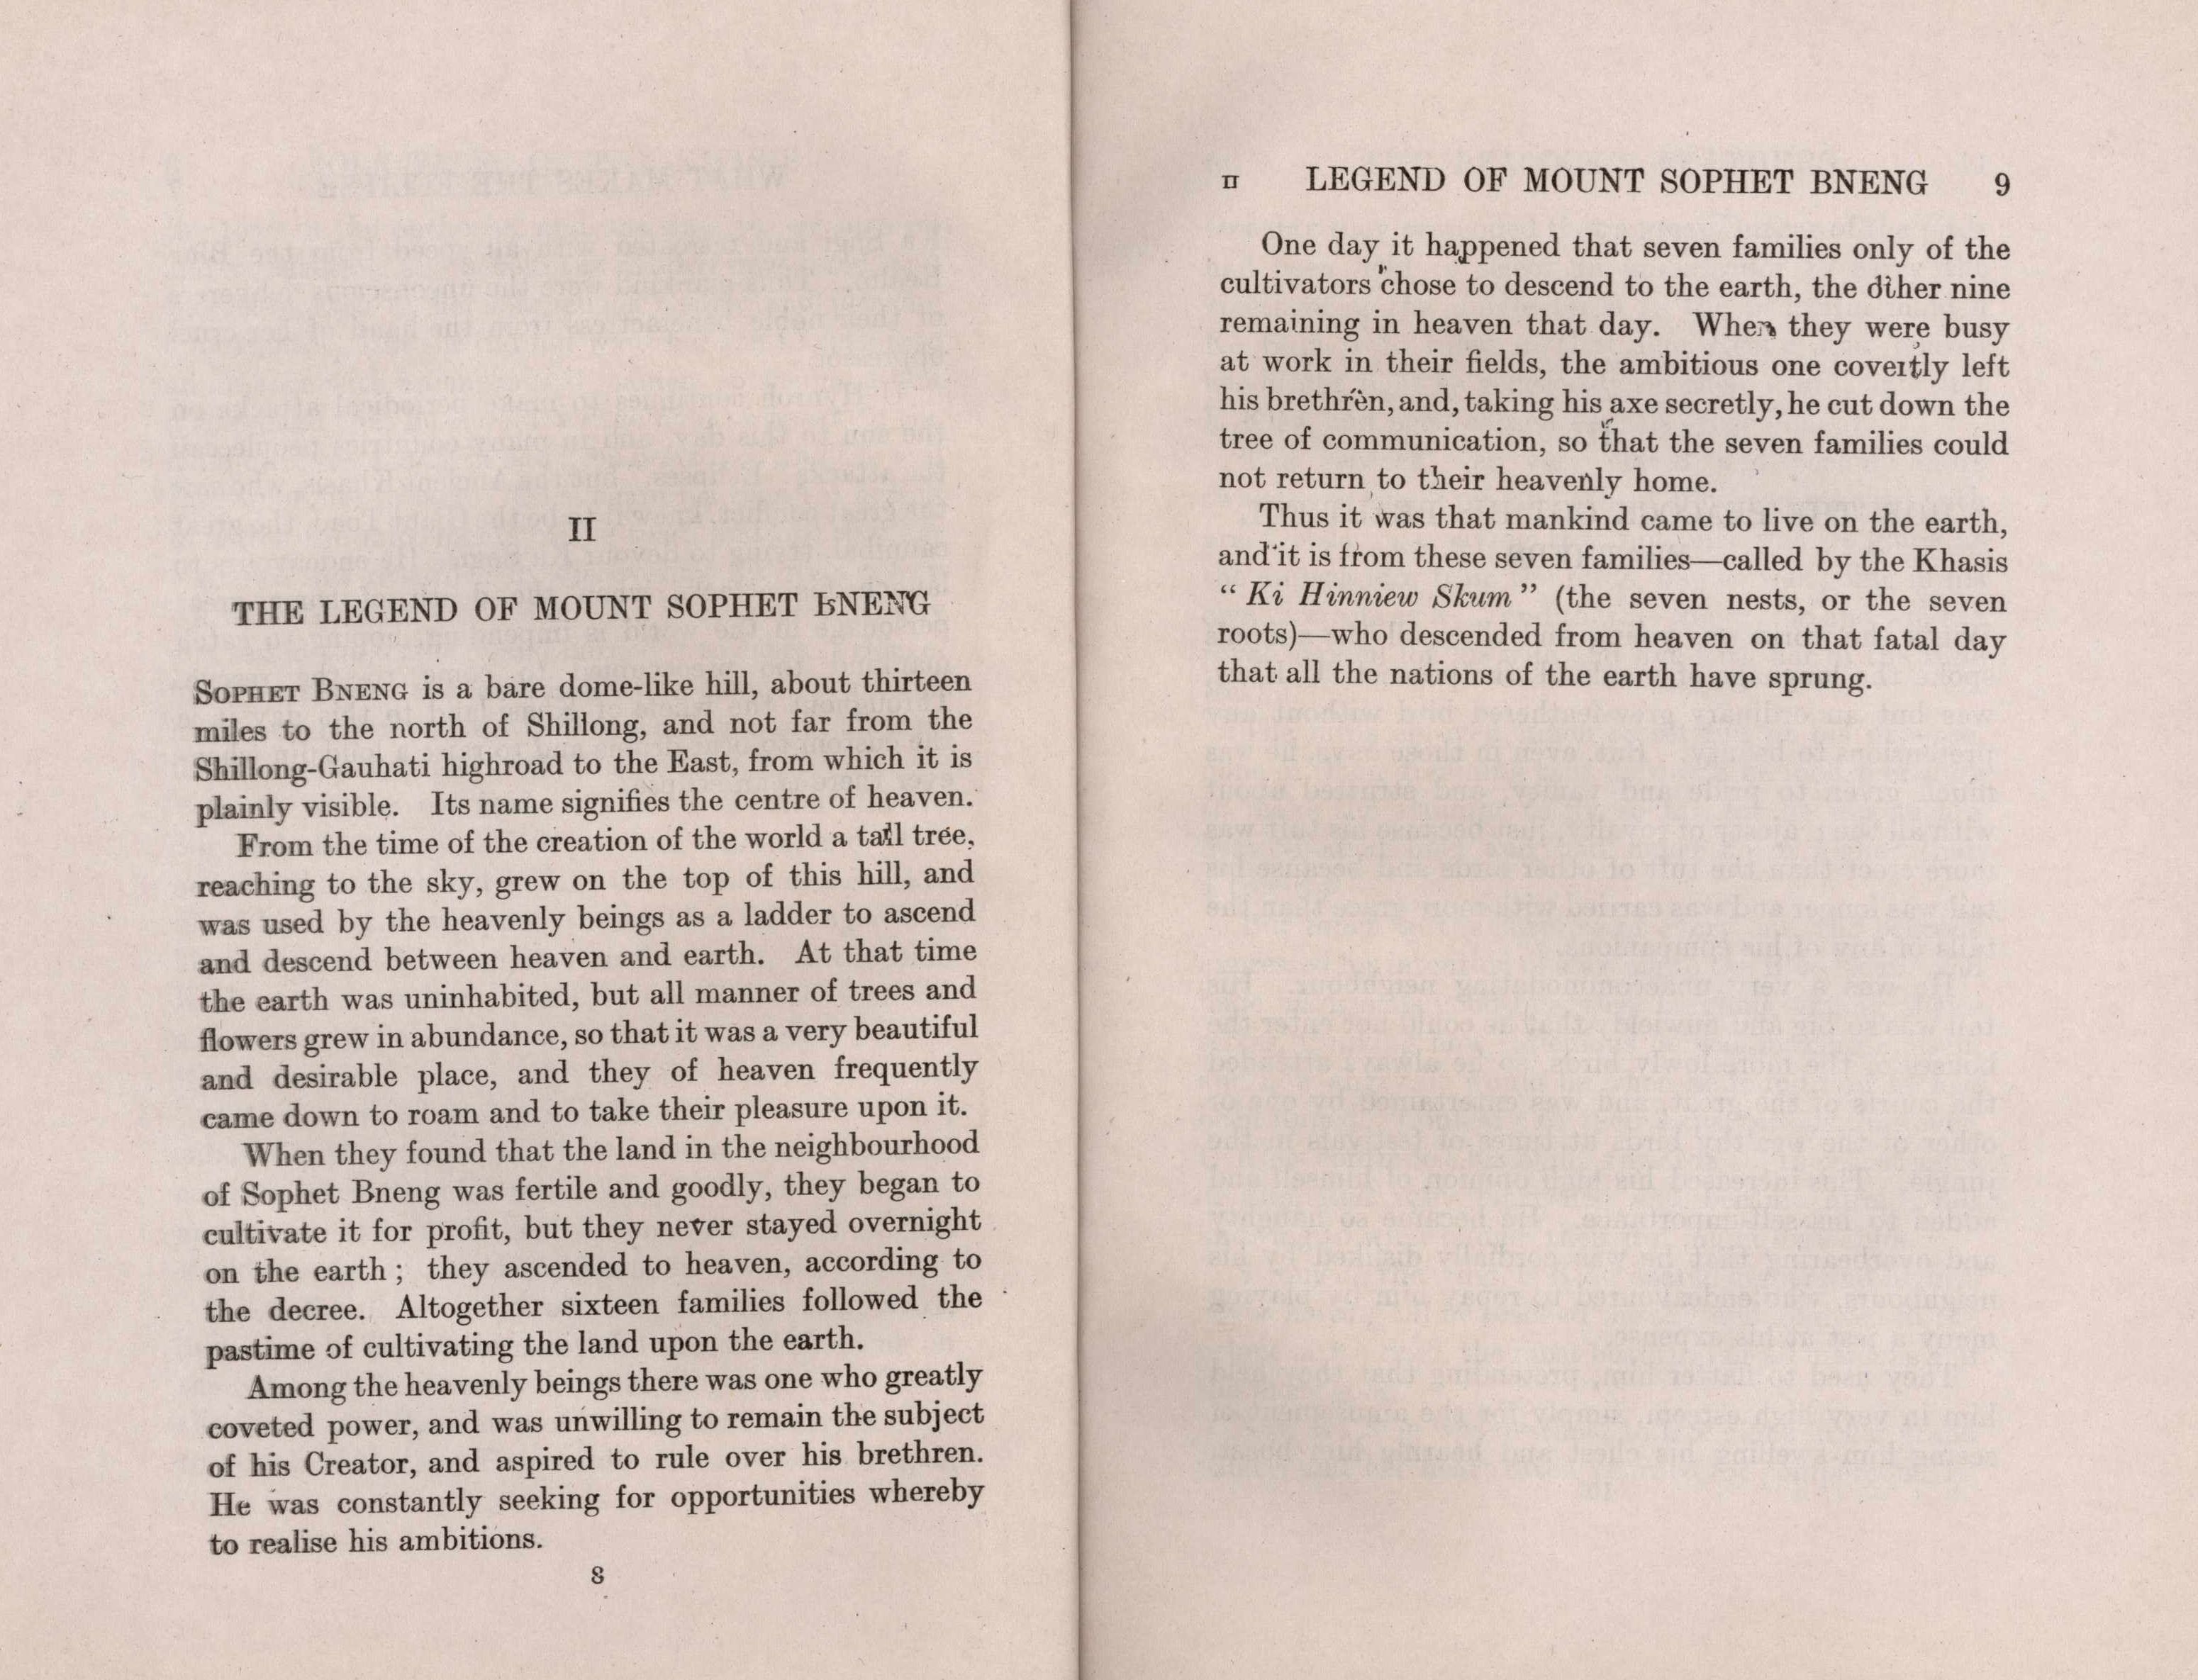 II
THE LEGEND OF MOUNT SOPHET BNENG
SOPHET BNENG is a bare dome-like hill, about thirteen
miles to the north of Shillong, and not far from the
Shillong-Gauhati highroad to the East, from which it is
plainly visible. Its name signifies the centre of heaven.
From the time of the creation of the world a tall tree,
reaching to the sky, grew on the top of this hill, and
was used by the heavenly beings as a ladder to ascend
and descend between heaven and earth. At that time
the earth was uninhabited, but all manner of trees and
flowers grew in abundance, so that it was a very beautiful
and desirable place, and they of heaven frequently
came down to roam and to take their pleasure upon it.
When they found that the land in the neighbourhood
of Sophet Bneng was fertile and goodly, they began to
cultivate it for profit, but they never stayed overnight
on the earth ; they ascended to heaven, according to
the decree. Altogether sixteen families followed the
pastime of cultivating the land upon the earth.
Among the heavenly beings there was one who greatly
coveted power, and was unwilling to remain the subject
of his Creator, and aspired to rule over his brethren.
He was constantly seeking for opportunities whereby
to realise his ambitions.
8
II LEGEND OF MOUNT SOPHET BNENG 9
One day it happened that seven families only of the
cultivators chose to descend to the earth, the other nine
remaining in heaven that day. When they were busy
at work in their fields, the ambitious one covertly left
his brethren, and, taking his axe secretly, he cut down the
tree of communication, so that the seven families could
not return to their heavenly home.
Thus it was that mankind came to live on the earth,
and it is from these seven families—called by the Khasis
“ Ki Hinniew Skum ” (the seven nests, or the seven
roots)—who descended from heaven on that fatal day
that all the nations of the earth have sprung.